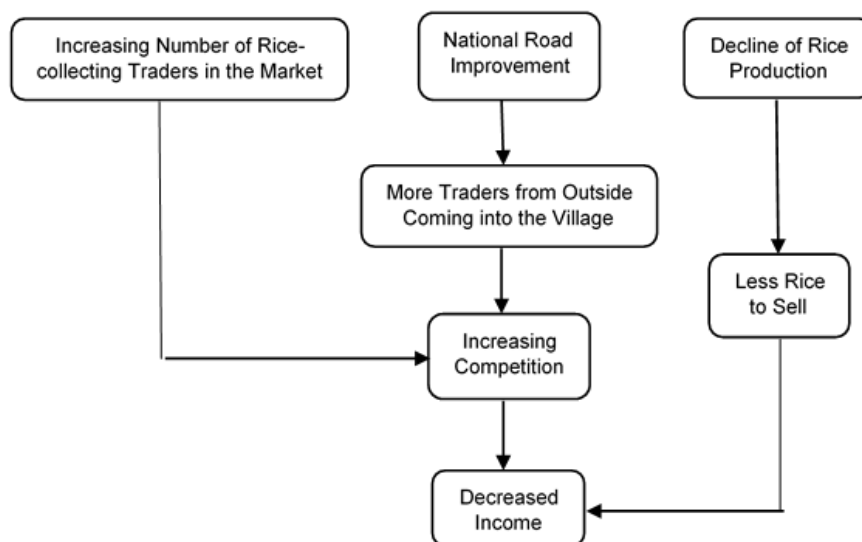 Increasing Number of Rice-
collecting Traders in the Market
National Road
Improvement
Decline of Rice
Production
More Traders from Outside
Coming into the Village
Less Rice
to Sell
Increasing
Competition
Decreased
Income